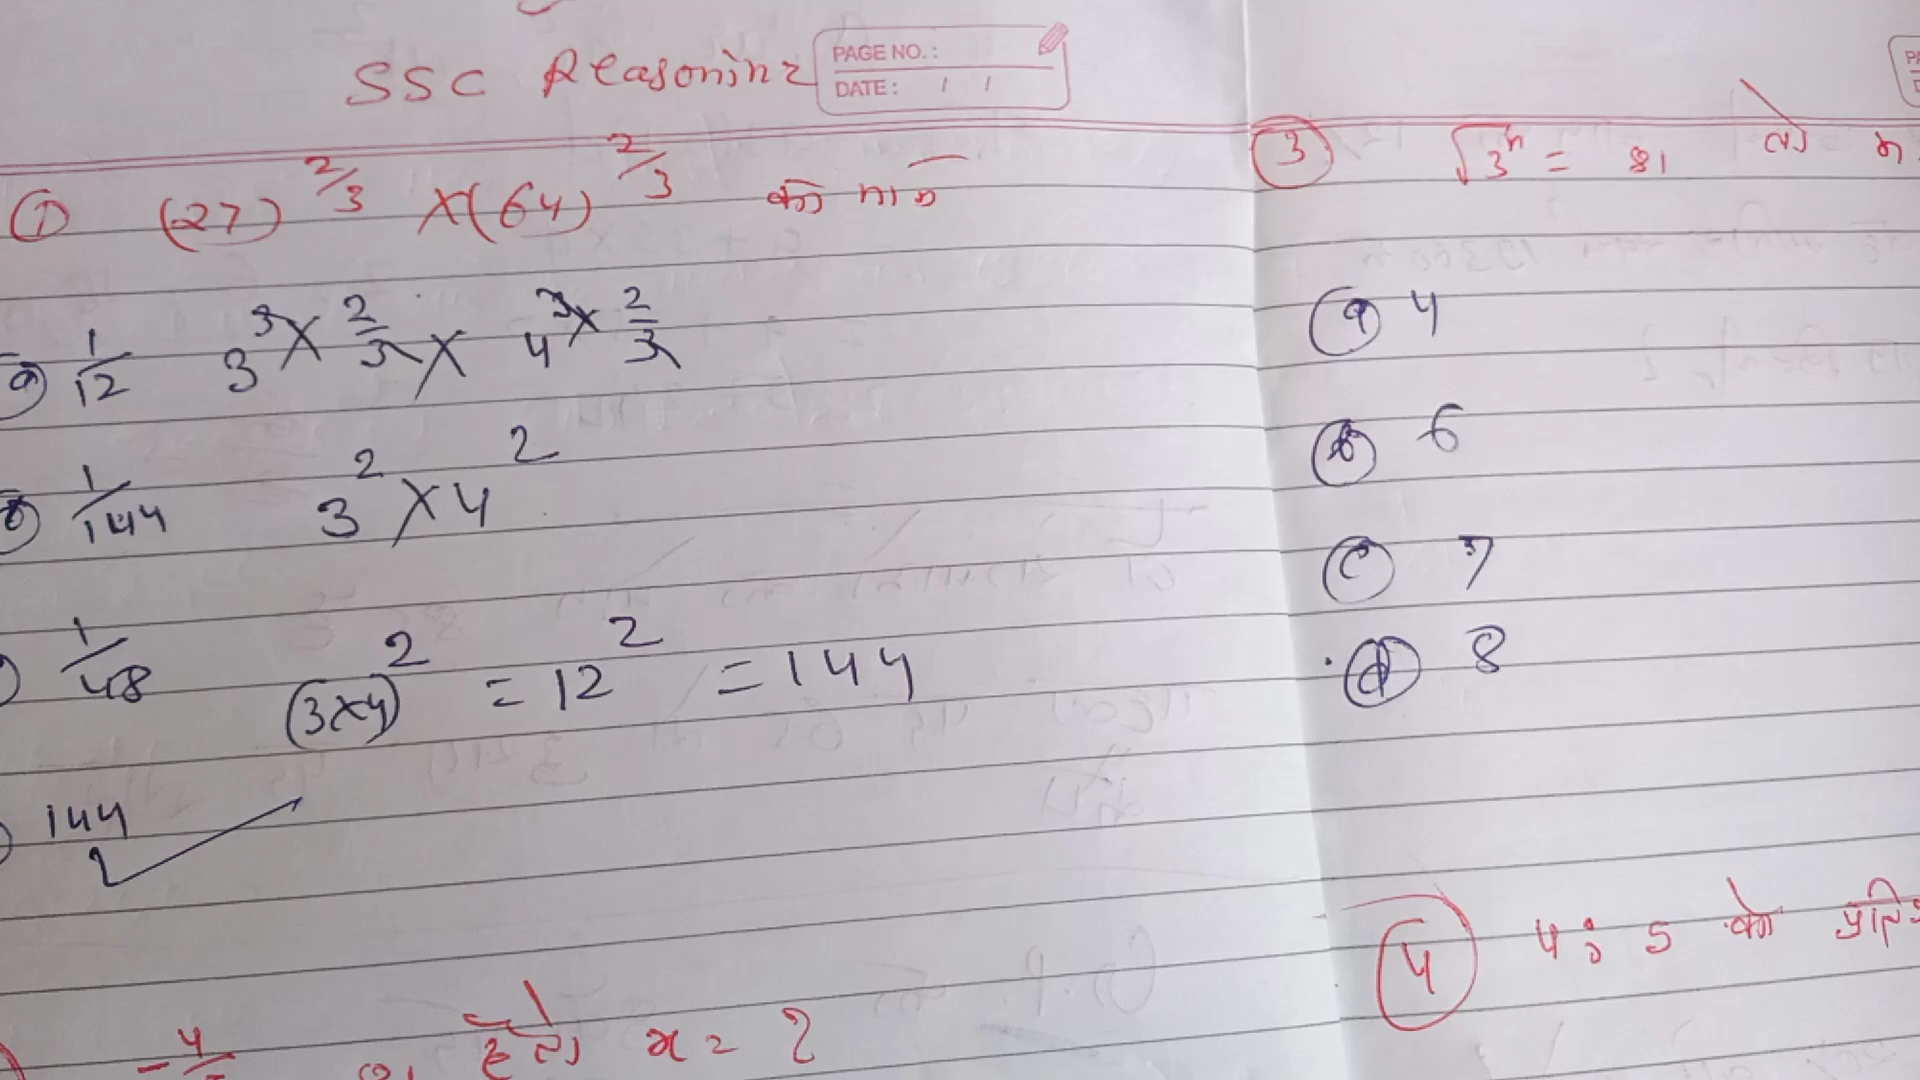 SSC Reasoning
PAGE NO.:
DATE: / /
① (27)^2/3 ×(64)^2/3 का मान
ⓐ 1/12 3^3×2/3 × 4^3×2/3
ⓑ 1/144 3^2 ×4^2
1/48 (3×4)^2 = 12^2 = 144
144
हो तो x = ?
③ √3^n = 81 तो n
ⓐ 4
ⓑ 6
ⓒ 7
ⓓ 8
④ 4:5 को